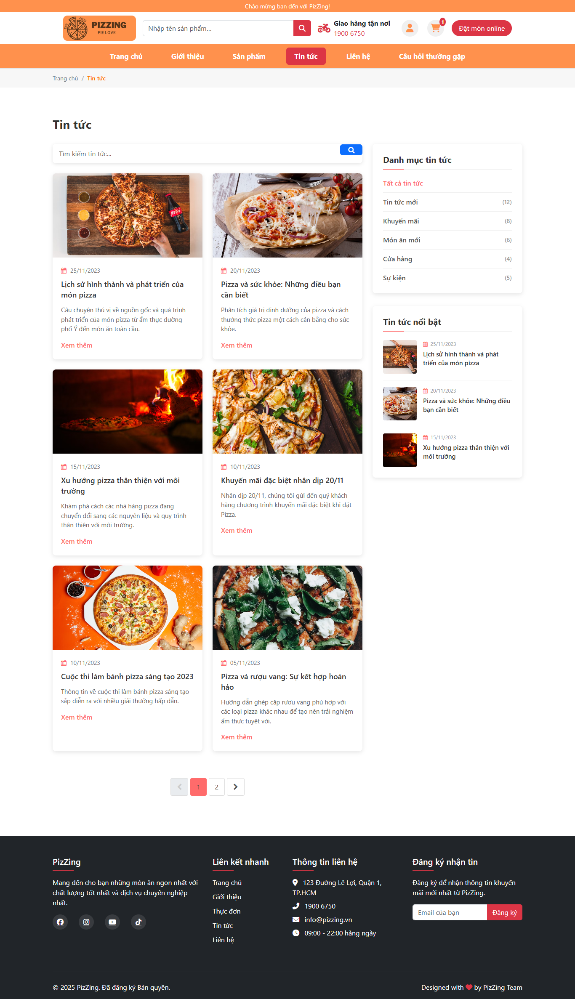 Chào mừng bạn đến với PizZing!
EST 2025
PIZZING
PIE LOVE
Nhập tên sản phẩm...
Giao hàng tận nơi
1900 6750
1
Đặt món online
Trang chủ
Giới thiệu
Sản phẩm
Tin tức
Liên hệ
Câu hỏi thường gặp
Trang chủ / Tin tức
Tin tức
Tìm kiếm tin tức...
Coca-Cola
25/11/2023
Lịch sử hình thành và phát triển của
món pizza
Câu chuyện thú vị về nguồn gốc và quá trình
phát triển của món pizza từ ẩm thực đường
phố Ý đến món ăn toàn cầu.
Xem thêm
20/11/2023
Pizza và sức khỏe: Những điều bạn
cần biết
Phân tích giá trị dinh dưỡng của pizza và cách
thưởng thức pizza một cách cân bằng cho sức
khỏe.
Xem thêm
15/11/2023
Xu hướng pizza thân thiện với môi
trường
Khám phá cách các nhà hàng pizza đang
chuyển đổi sang các nguyên liệu và quy trình
thân thiện với môi trường.
Xem thêm
10/11/2023
Khuyến mãi đặc biệt nhân dịp 20/11
Nhân dịp 20/11, chúng tôi gửi đến quý khách
hàng chương trình khuyến mãi đặc biệt khi đặt
Pizza.
Xem thêm
10/11/2023
Cuộc thi làm bánh pizza sáng tạo 2023
Thông tin về cuộc thi làm bánh pizza sáng tạo
sắp diễn ra với nhiều giải thưởng hấp dẫn.
Xem thêm
05/11/2023
Pizza và rượu vang: Sự kết hợp hoàn
hảo
Hướng dẫn ghép cặp rượu vang phù hợp với
các loại pizza khác nhau để tạo nên trải nghiệm
ẩm thực tuyệt vời.
Xem thêm
1
2
Danh mục tin tức
Tất cả tin tức
Tin tức mới (12)
Khuyến mãi (8)
Món ăn mới (6)
Cửa hàng (4)
Sự kiện (5)
Tin tức nổi bật
25/11/2023
Lịch sử hình thành và phát
triển của món pizza
20/11/2023
Pizza và sức khỏe: Những điều
bạn cần biết
15/11/2023
Xu hướng pizza thân thiện với
môi trường
PizZing
Mang đến cho bạn những món ăn ngon nhất với
chất lượng tốt nhất và dịch vụ chuyên nghiệp
nhất.
Liên kết nhanh
Trang chủ
Giới thiệu
Thực đơn
Tin tức
Liên hệ
Thông tin liên hệ
123 Đường Lê Lợi, Quận 1,
TP.HCM
1900 6750
info@pizzing.vn
09:00 - 22:00 hàng ngày
Đăng ký nhận tin
Đăng ký để nhận thông tin khuyến
mãi mới nhất từ PizZing.
Email của bạn
Đăng ký
© 2025 PizZing. Đã đăng ký Bản quyền.
Designed with ❤ by PizZing Team